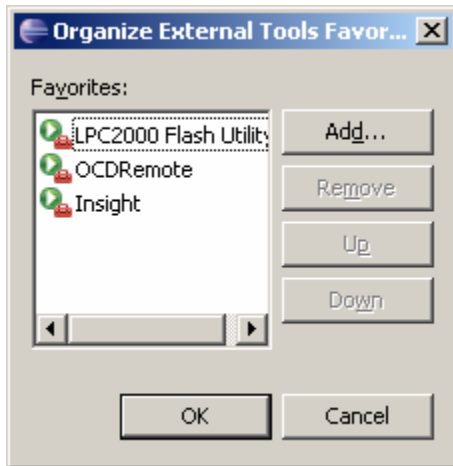 Organize External Tools Favor...
Favorites:
LPC2000 Flash Utility
OCDRemote
Insight
Add...
Remove
Up
Down
OK
Cancel